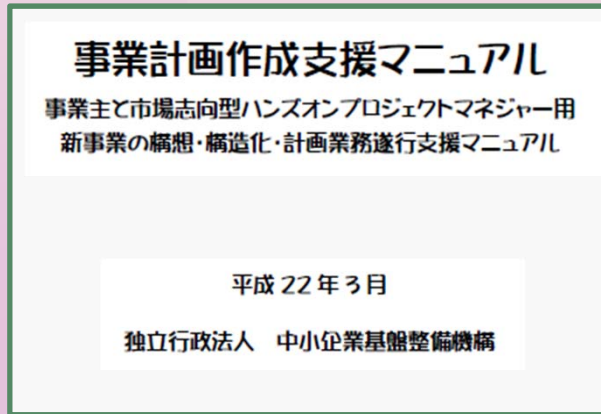 事業計画作成支援マニュアル
事業主と市場志向型ハンズオンプロジェクトマネジャー用
新事業の構想・構造化・計画業務遂行支援マニュアル
平成 22 年 3 月
独立行政法人　中小企業基盤整備機構